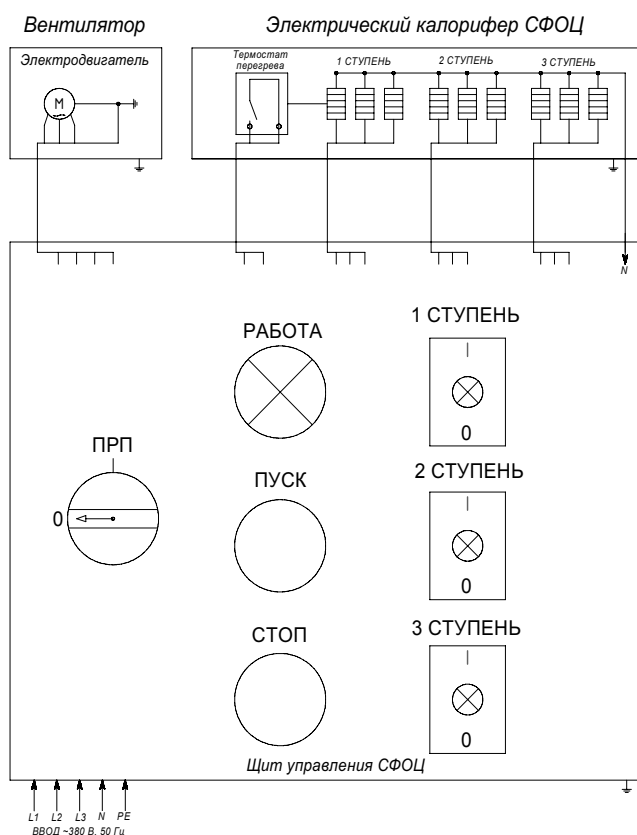 Вентилятор
Электрический калорифер СФОЦ
Электродвигатель
Термостат
перегрева
1 СТУПЕНЬ
2 СТУПЕНЬ
3 СТУПЕНЬ
М
N
1 СТУПЕНЬ
РАБОТА
0
ПРП
ПУСК
2 СТУПЕНЬ
0
0
СТОП
3 СТУПЕНЬ
0
Щит управления СФОЦ
L1 L2 L3 N PE
ВВОД ~380 В. 50 Гц